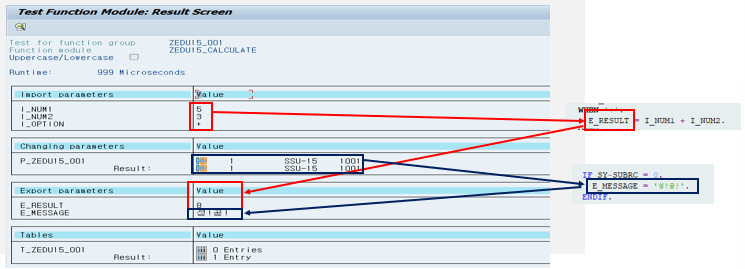 Test Function Module: Result Screen
Test for function group ZEDU15_001
Function module ZEDU15_CALCULATE
Uppercase/Lowercase
Runtime: 999 Microseconds
Import parameters Value
I_NUM1 5
I_NUM2 3
I_OPTION +
Changing parameters Value
P_ZEDU15_001 1 SSU-15 1001
Result: 1 SSU-15 1001
Export parameters Value
E_RESULT 8
E_MESSAGE 성!공!
Tables Value
T_ZEDU15_001 0 Entries
Result: 1 Entry
WHEN
E_RESULT = I_NUM1 + I_NUM2.
IF SY-SUBRC = 0.
E_MESSAGE = '성!공!'.
ENDIF.